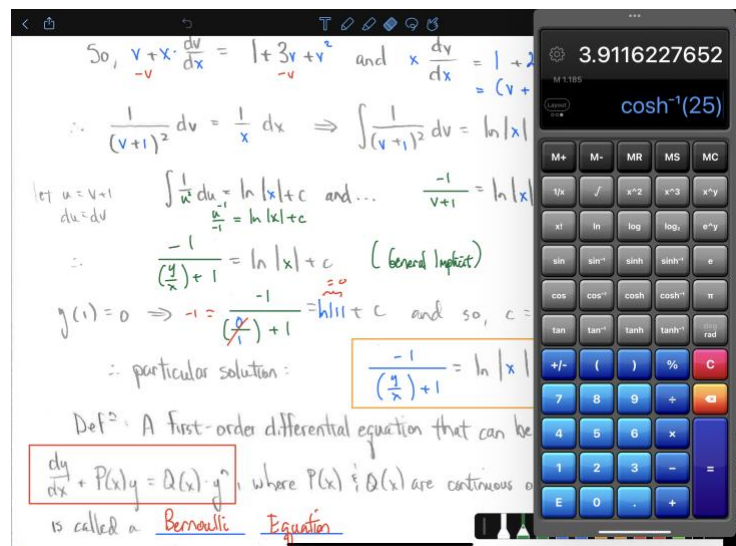 So, v + x · dv/dx = 1 + 3v + v² and x dv/dx = 1 + 2
-v -v = (v +
∴ 1/(v+1)² dv = 1/x dx ⇒ ∫ 1/(v+1)² dv = ln|x|
let u = v+1 ∫ 1/u² du = ln|x| + c and ... -1/(v+1) = ln|x|
du = dv u⁻¹/-1 = ln|x| + c
∴ -1/((y/x) + 1) = ln|x| + c (General Implicit)
= 0
y(1) = 0 ⇒ -1 = -1/((0/1) + 1) = ln|1| + c and so, c =
∴ particular solution: -1/((y/x) + 1) = ln|x|
Defⁿ: A first-order differential equation that can be
dy/dx + P(x)y = Q(x) · yⁿ, where P(x) & Q(x) are continuous o
is called a Bernoulli Equation
3.9116227652
M 1.185
Layout
cosh⁻¹(25)
M+ M- MR MS MC
1/x √ x^2 x^3 x^y
x! ln log log₂ e^y
sin sin⁻¹ sinh sinh⁻¹ e
cos cos⁻¹ cosh cosh⁻¹ π
tan tan⁻¹ tanh tanh⁻¹ deg rad
+/- ( ) % C
7 8 9 ÷
4 5 6 ×
1 2 3 − =
E 0 . +